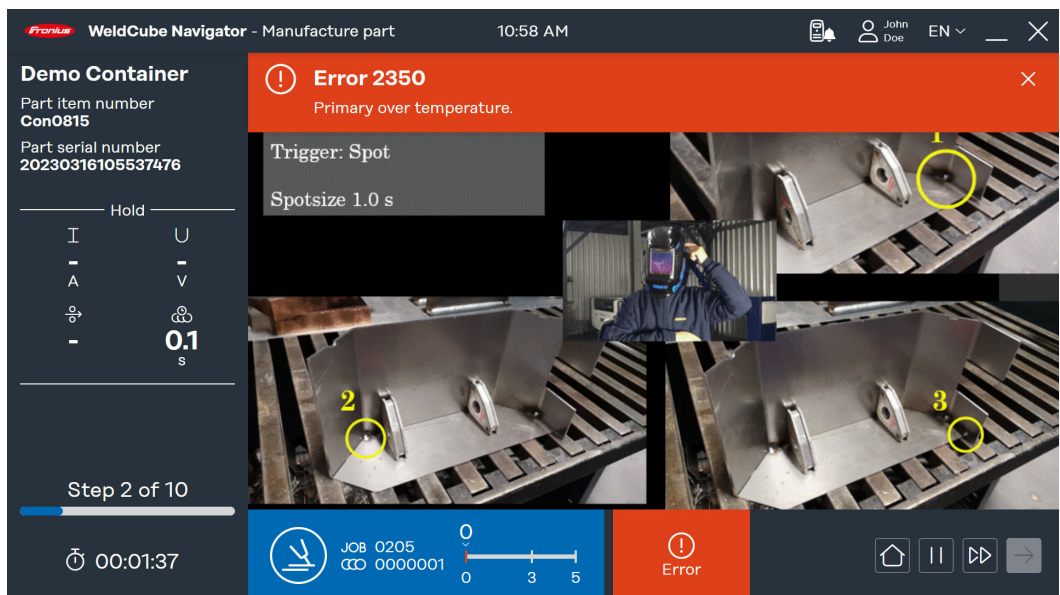 Fronius WeldCube Navigator - Manufacture part
10:58 AM
John
Doe
EN
Demo Container
Part item number
Con0815
Part serial number
20230316105537476
Hold
I
U
-
-
A
V
-
0.1
s
Step 2 of 10
00:01:37
Error 2350
Primary over temperature.
Trigger: Spot
Spotsize 1.0 s
1
2
3
JOB 0205
0000001
0
0 3 5
Error